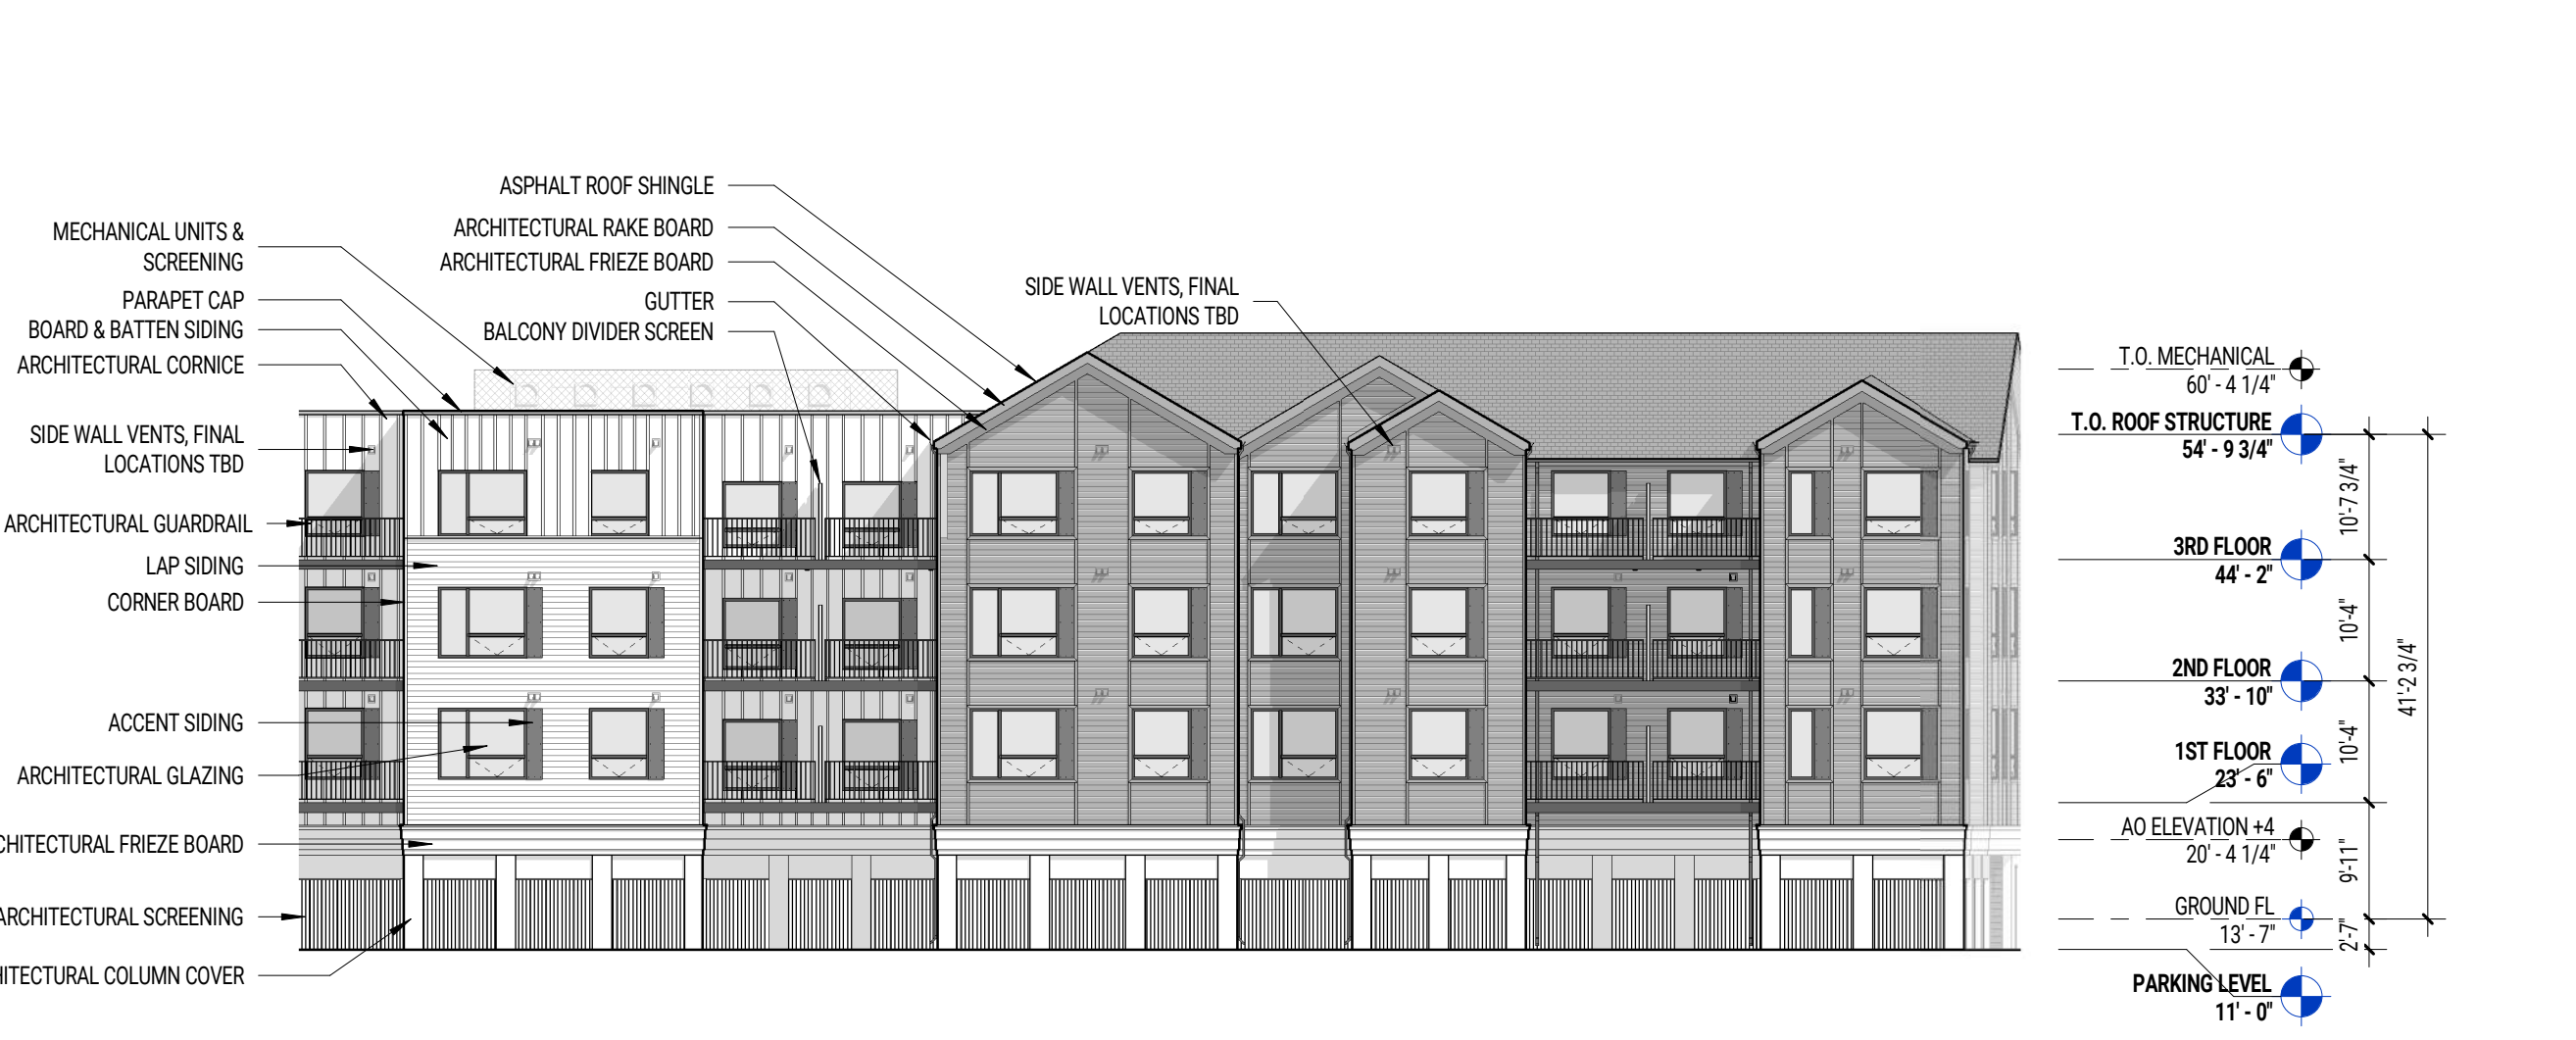 ASPHALT ROOF SHINGLE
ARCHITECTURAL RAKE BOARD
ARCHITECTURAL FRIEZE BOARD
GUTTER
BALCONY DIVIDER SCREEN
MECHANICAL UNITS &
SCREENING
PARAPET CAP
BOARD & BATTEN SIDING
ARCHITECTURAL CORNICE
SIDE WALL VENTS, FINAL
LOCATIONS TBD
ARCHITECTURAL GUARDRAIL
LAP SIDING
CORNER BOARD
ACCENT SIDING
ARCHITECTURAL GLAZING
CHITECTURAL FRIEZE BOARD
ARCHITECTURAL SCREENING
HITECTURAL COLUMN COVER
SIDE WALL VENTS, FINAL
LOCATIONS TBD
T.O. MECHANICAL
60' - 4 1/4"
T.O. ROOF STRUCTURE
54' - 9 3/4"
3RD FLOOR
44' - 2"
2ND FLOOR
33' - 10"
1ST FLOOR
23' - 6"
AO ELEVATION +4
20' - 4 1/4"
GROUND FL
13' - 7"
PARKING LEVEL
11' - 0"
10'-7 3/4"
10'-4"
10'-4"
9'-11"
2'-7"
41'-2 3/4"